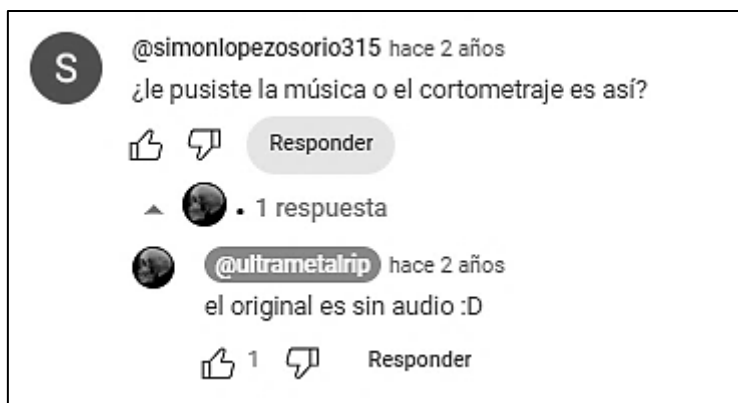 S
@simonlopezosorio315 hace 2 años
¿le pusiste la música o el cortometraje es así?
Responder
• 1 respuesta
@ultrametalrip hace 2 años
el original es sin audio :D
1 Responder